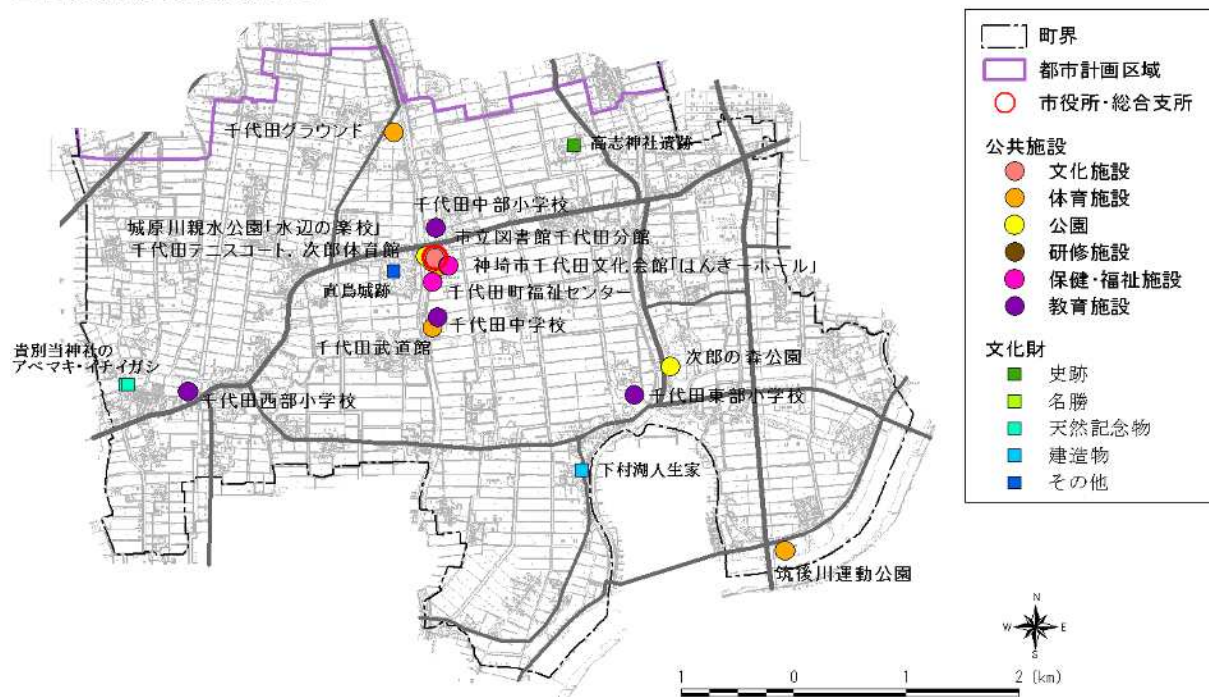 千代田グラウンド
高志神社遺跡
千代田中部小学校
城原川親水公園「水辺の楽校」
市立図書館千代田分館
千代田テニスコート，次郎体育館
神埼市千代田文化会館「はんぎーホール」
直鳥城跡
千代田町福祉センター
千代田中学校
千代田武道館
貴別当神社の
アベマキ・イチイガシ
次郎の森公園
千代田西部小学校
千代田東部小学校
下村湖人生家
筑後川運動公園
町界
都市計画区域
市役所・総合支所
公共施設
文化施設
体育施設
公園
研修施設
保健・福祉施設
教育施設
文化財
史跡
名勝
天然記念物
建造物
その他
N
W
E
S
1 0 1 2 (km)